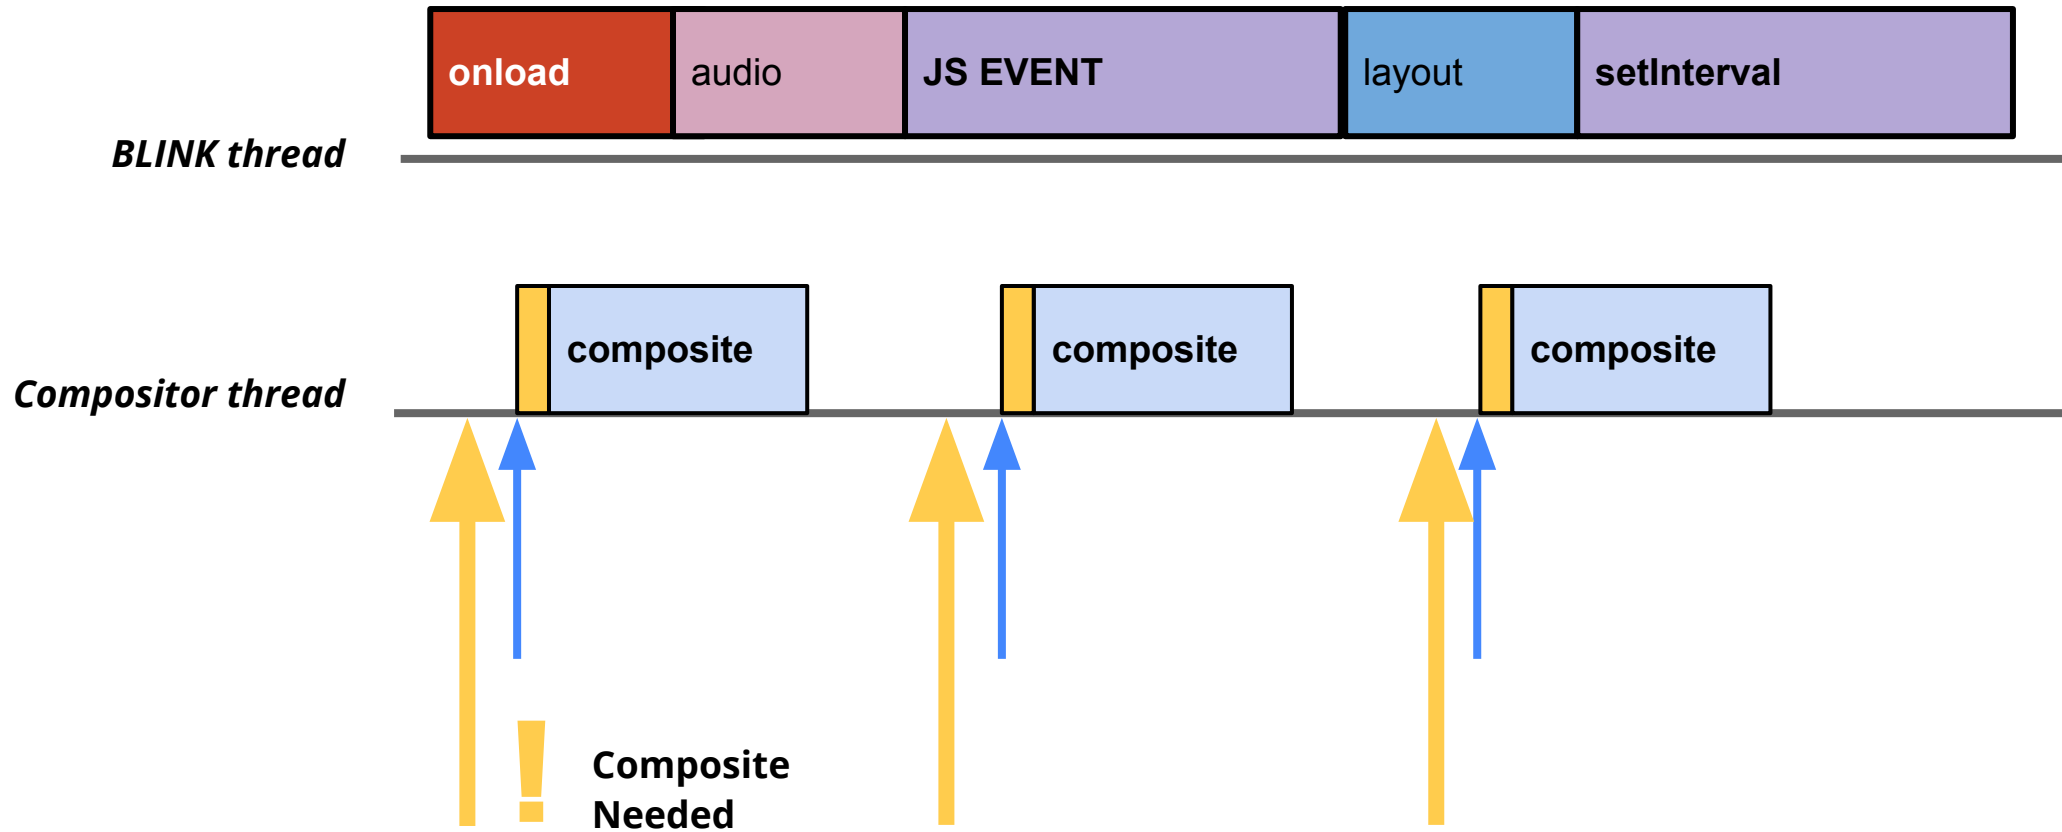 onload
audio
JS EVENT
layout
setInterval
BLINK thread
composite
composite
composite
Compositor thread
! Composite
Needed